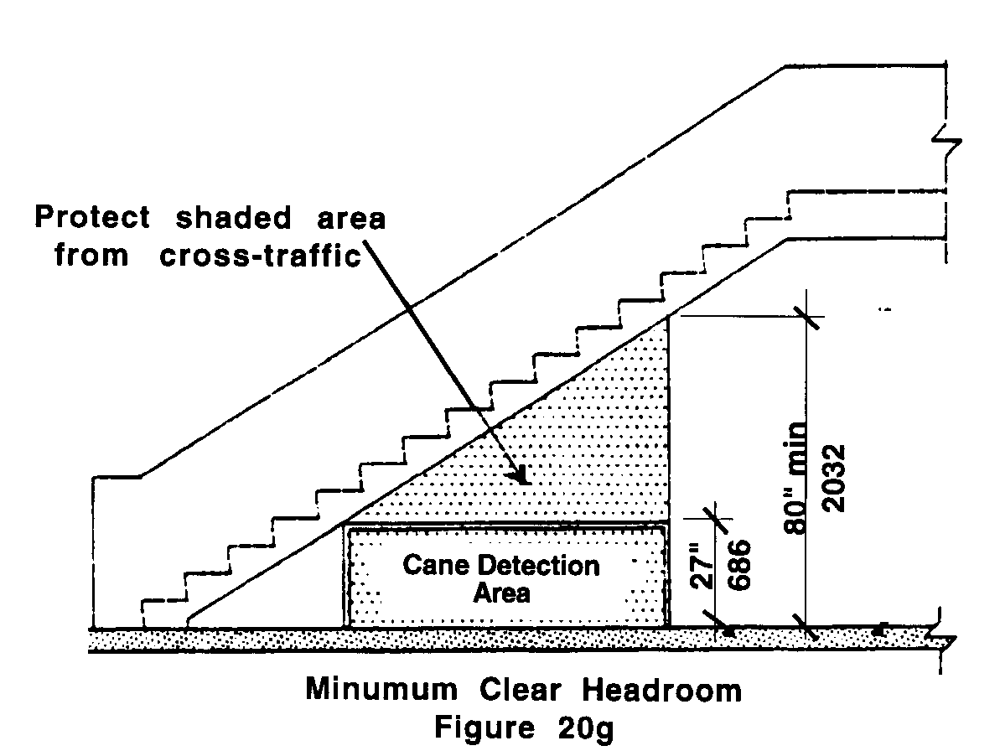 Protect shaded area
from cross-traffic
80" min
2032
27"
686
Cane Detection
Area
Minumum Clear Headroom
Figure 20g